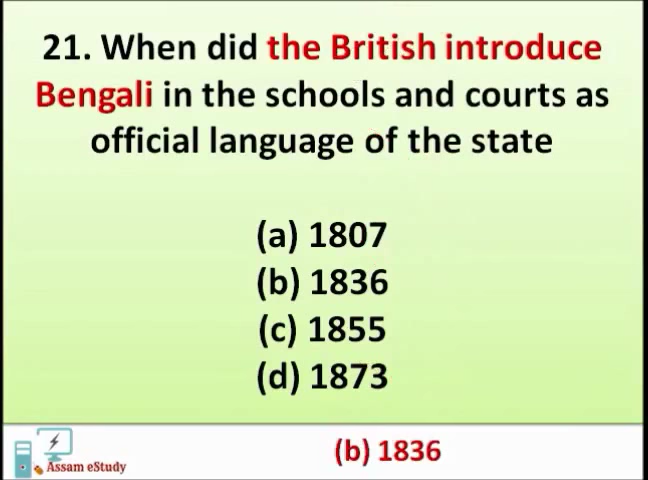 21. When did the British introduce
Bengali in the schools and courts as
official language of the state
(a) 1807
(b) 1836
(c) 1855
(d) 1873
Assam eStudy
(b) 1836